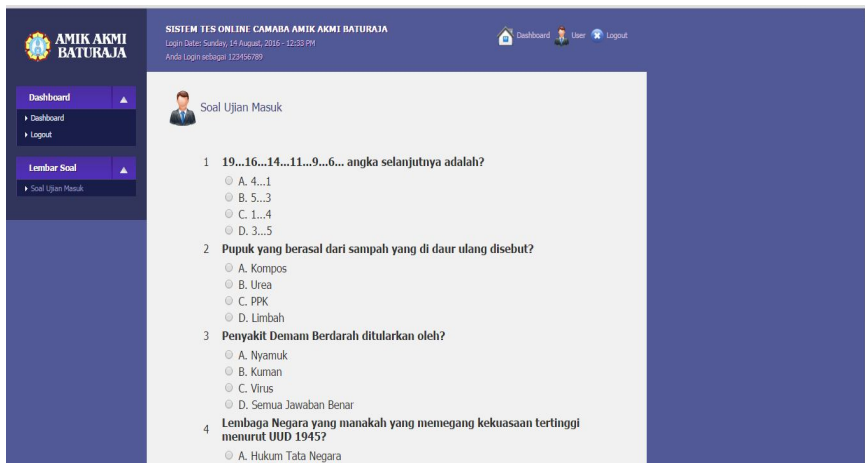 AMIK AKMI
BATURAJA
SISTEM TES ONLINE CAMABA AMIK AKMI BATURAJA
Login Date: Sunday, 14 August, 2016 - 12:33 PM
Anda Login sebagai 123456789
Dashboard User Logout
Dashboard
Dashboard
Logout
Lembar Soal
Soal Ujian Masuk
Soal Ujian Masuk
1 19...16...14...11...9...6... angka selanjutnya adalah?
A. 4...1
B. 5...3
C. 1...4
D. 3...5
2 Pupuk yang berasal dari sampah yang di daur ulang disebut?
A. Kompos
B. Urea
C. PPK
D. Limbah
3 Penyakit Demam Berdarah ditularkan oleh?
A. Nyamuk
B. Kuman
C. Virus
D. Semua Jawaban Benar
4 Lembaga Negara yang manakah yang memegang kekuasaan tertinggi
menurut UUD 1945?
A. Hukum Tata Negara